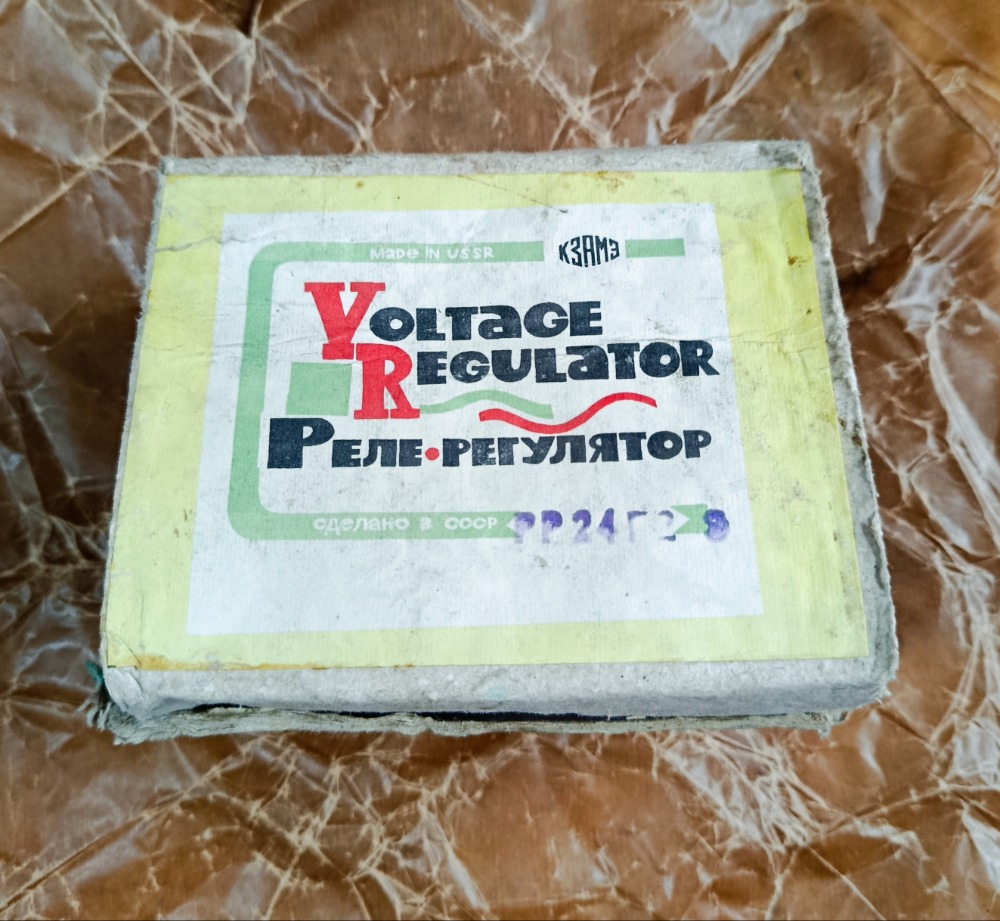 MaDe IN USSR КЗАМЭ
VOLTaGE
REGULaTOR
РЕЛЕ•РЕГУЛЯТОР
сделано в ссср РР24Г2